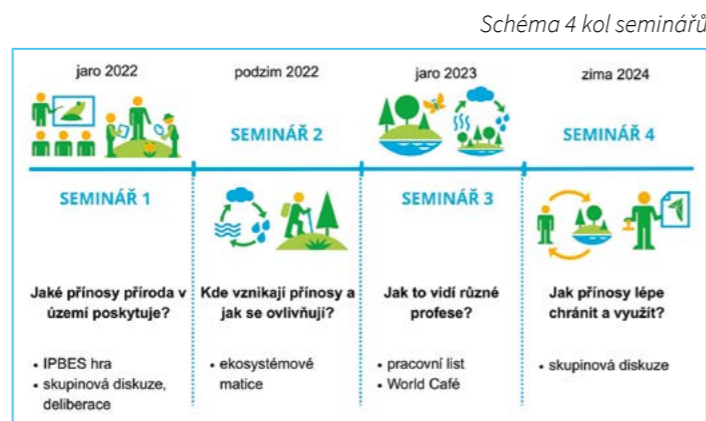 Schéma 4 kol seminářů
jaro 2022
podzim 2022
jaro 2023
zima 2024
SEMINÁŘ 2
SEMINÁŘ 4
SEMINÁŘ 1
SEMINÁŘ 3
Jaké přínosy příroda v
území poskytuje?
Kde vznikají přínosy a
jak se ovlivňují?
Jak to vidí různé
profese?
Jak přínosy lépe
chránit a využít?
• IPBES hra
• skupinová diskuze,
deliberace
• ekosystémové
matice
• pracovní list
• World Café
• skupinová diskuze